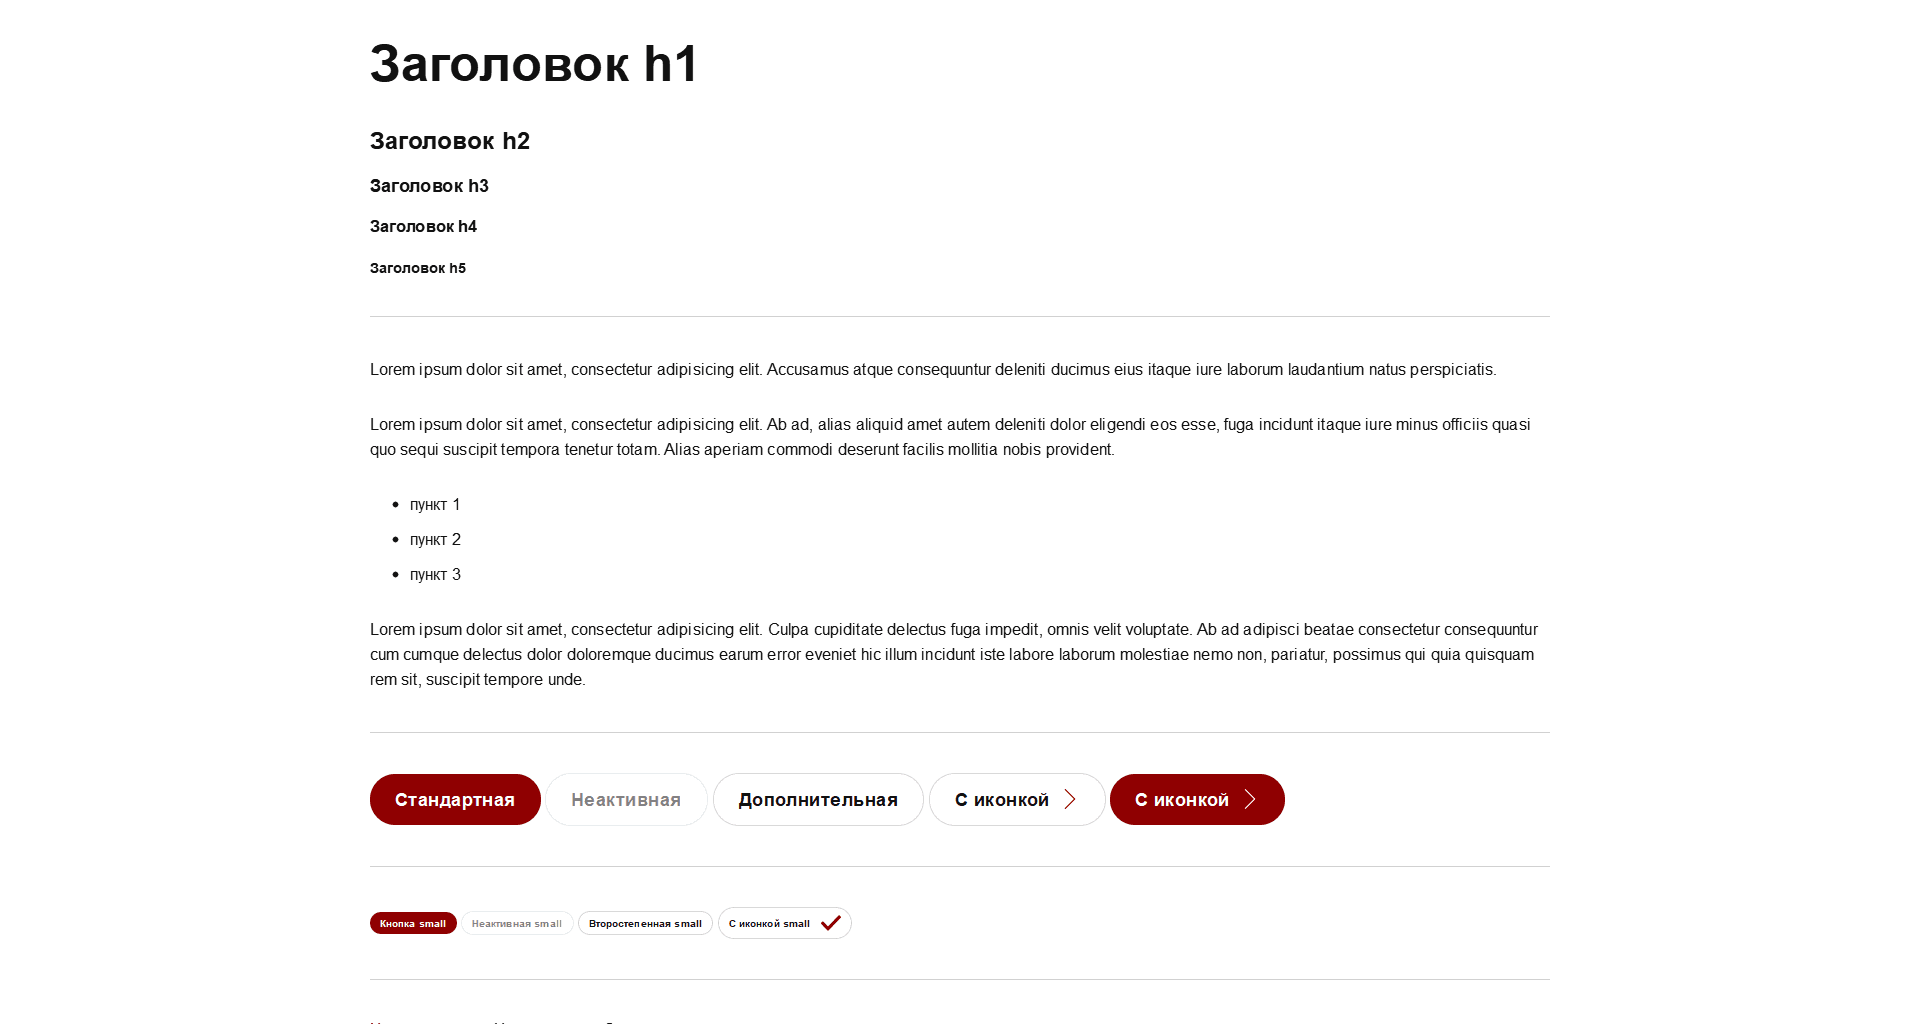 Заголовок h1
Заголовок h2
Заголовок h3
Заголовок h4
Заголовок h5
Lorem ipsum dolor sit amet, consectetur adipisicing elit. Accusamus atque consequuntur deleniti ducimus eius itaque iure laborum laudantium natus perspiciatis.
Lorem ipsum dolor sit amet, consectetur adipisicing elit. Ab ad, alias aliquid amet autem deleniti dolor eligendi eos esse, fuga incidunt itaque iure minus officiis quasi
quo sequi suscipit tempora tenetur totam. Alias aperiam commodi deserunt facilis mollitia nobis provident.
• пункт 1
• пункт 2
• пункт 3
Lorem ipsum dolor sit amet, consectetur adipisicing elit. Culpa cupiditate delectus fuga impedit, omnis velit voluptate. Ab ad adipisci beatae consectetur consequuntur
cum cumque delectus dolor doloremque ducimus earum error eveniet hic illum incidunt iste labore laborum molestiae nemo non, pariatur, possimus qui quia quisquam
rem sit, suscipit tempore unde.
Стандартная Неактивная Дополнительная С иконкой С иконкой
Кнопка small Неактивная small Второстепенная small С иконкой small